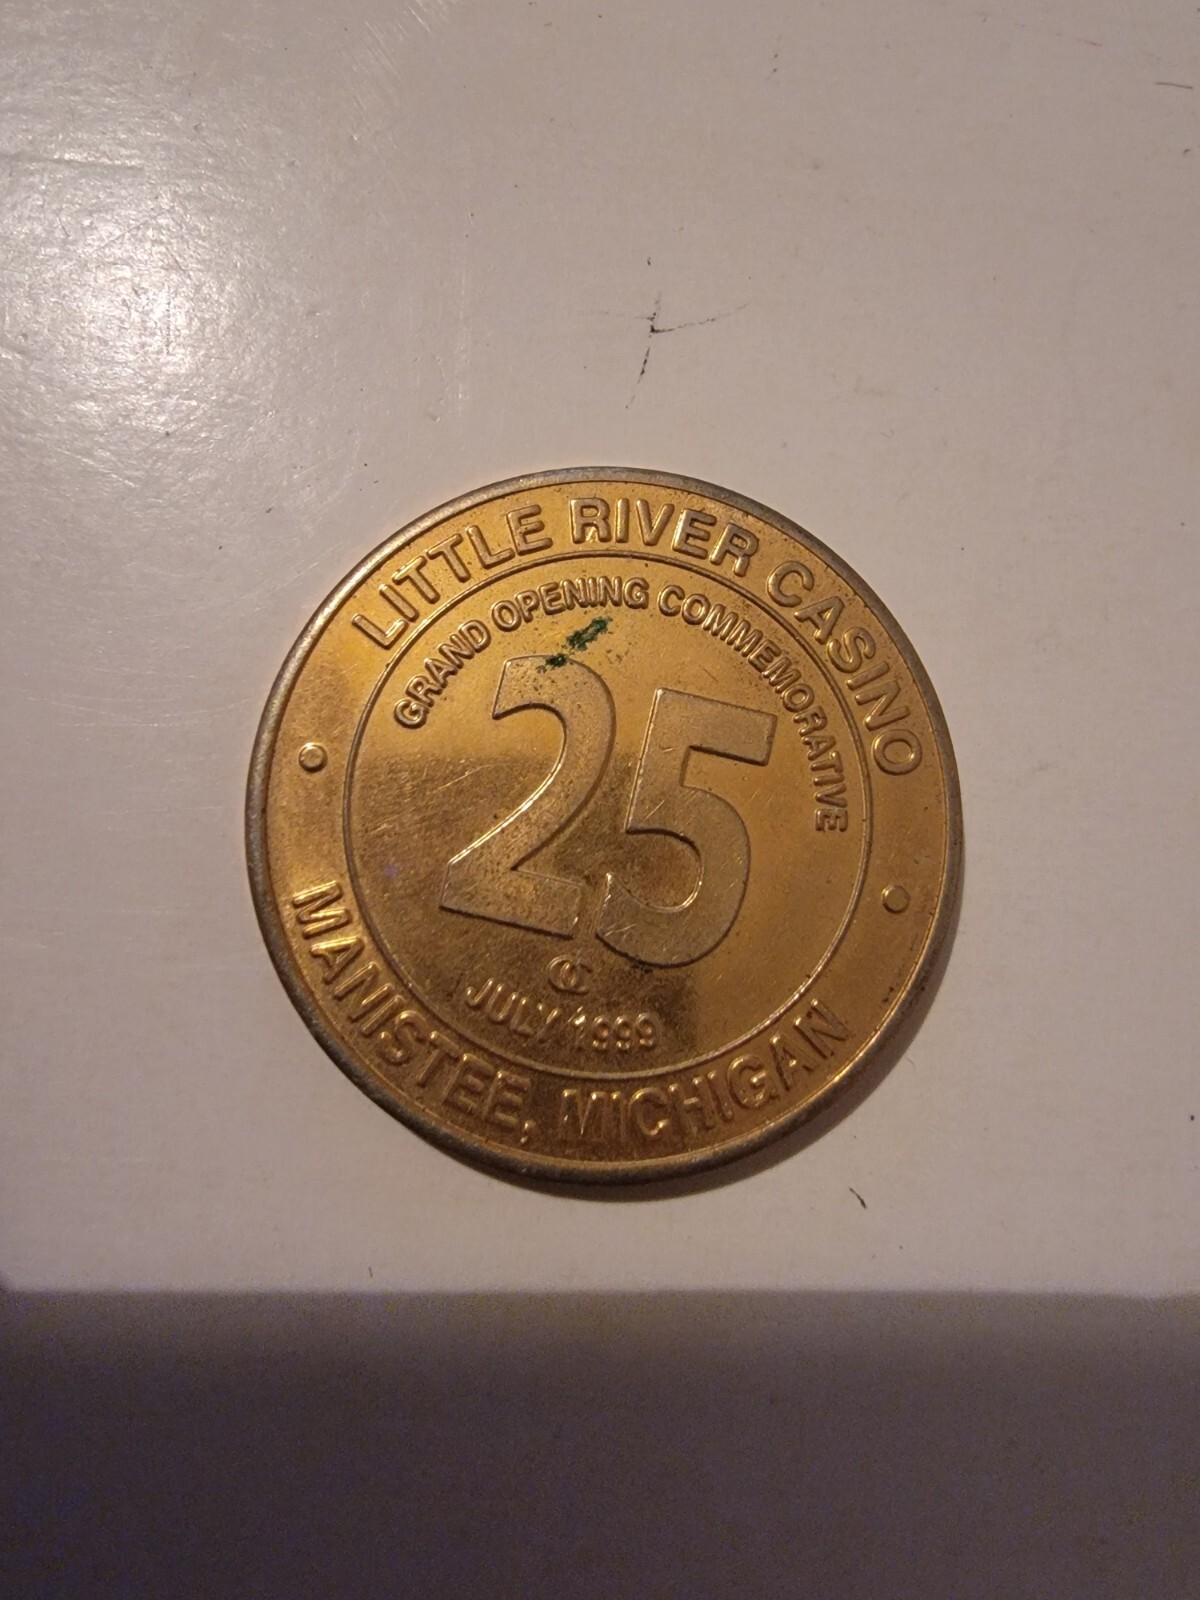 LITTLE RIVER CASINO
GRAND OPENING COMMEMORATIVE
25
JULY 1999
MANISTEE, MICHIGAN